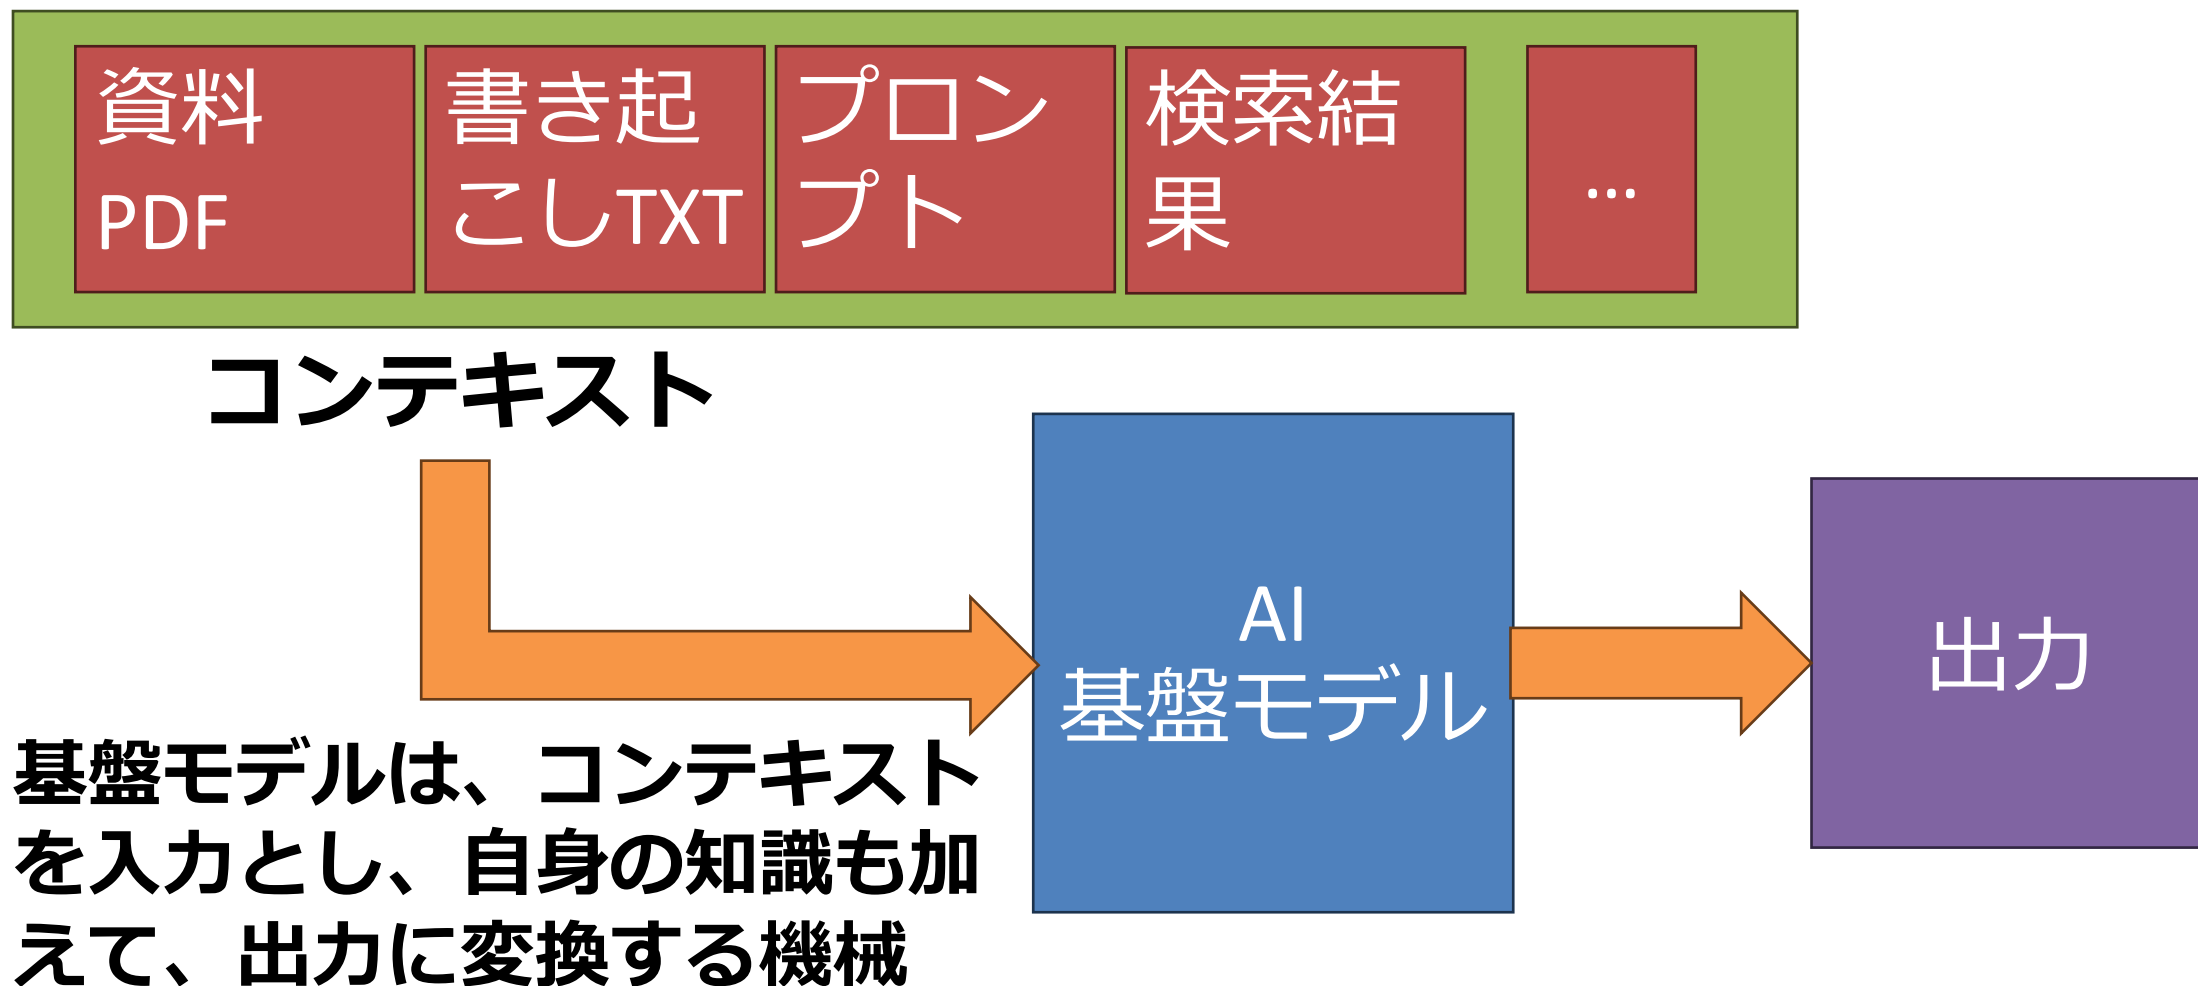 資料
PDF
書き起
こしTXT
プロン
プト
検索結
果
…
コンテキスト
AI
基盤モデル
出力
基盤モデルは、コンテキスト
を入力とし、自身の知識も加
えて、出力に変換する機械